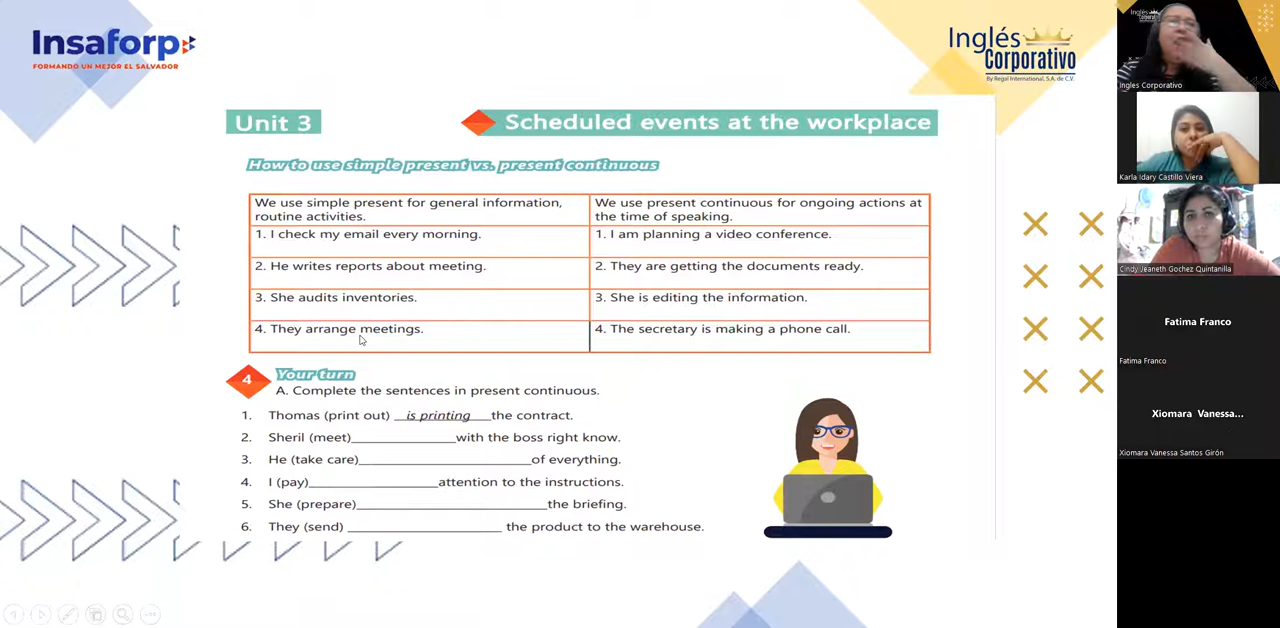 Insaforp
FORMANDO UN MEJOR EL SALVADOR
Inglés
Corporativo
By Regal International, S.A. de C.V.
Unit 3
Scheduled events at the workplace
How to use simple present vs. present continuous
We use simple present for general information,
routine activities.
We use present continuous for ongoing actions at
the time of speaking.
1. I check my email every morning.
1. I am planning a video conference.
2. He writes reports about meeting.
2. They are getting the documents ready.
3. She audits inventories.
3. She is editing the information.
4. They arrange meetings.
4. The secretary is making a phone call.
4
Your turn
A. Complete the sentences in present continuous.
1. Thomas (print out) __is printing___the contract.
2. Sheril (meet)______________with the boss right know.
3. He (take care)_______________________of everything.
4. I (pay)_________________attention to the instructions.
5. She (prepare)_________________________the briefing.
6. They (send) ____________________ the product to the warehouse.
Inglés
Ingles Corporativo
Karla Idary Castillo Viera
Cindy Jeaneth Gochez Quintanilla
Fatima Franco
Fatima Franco
Xiomara Vanessa...
Xiomara Vanessa Santos Girón